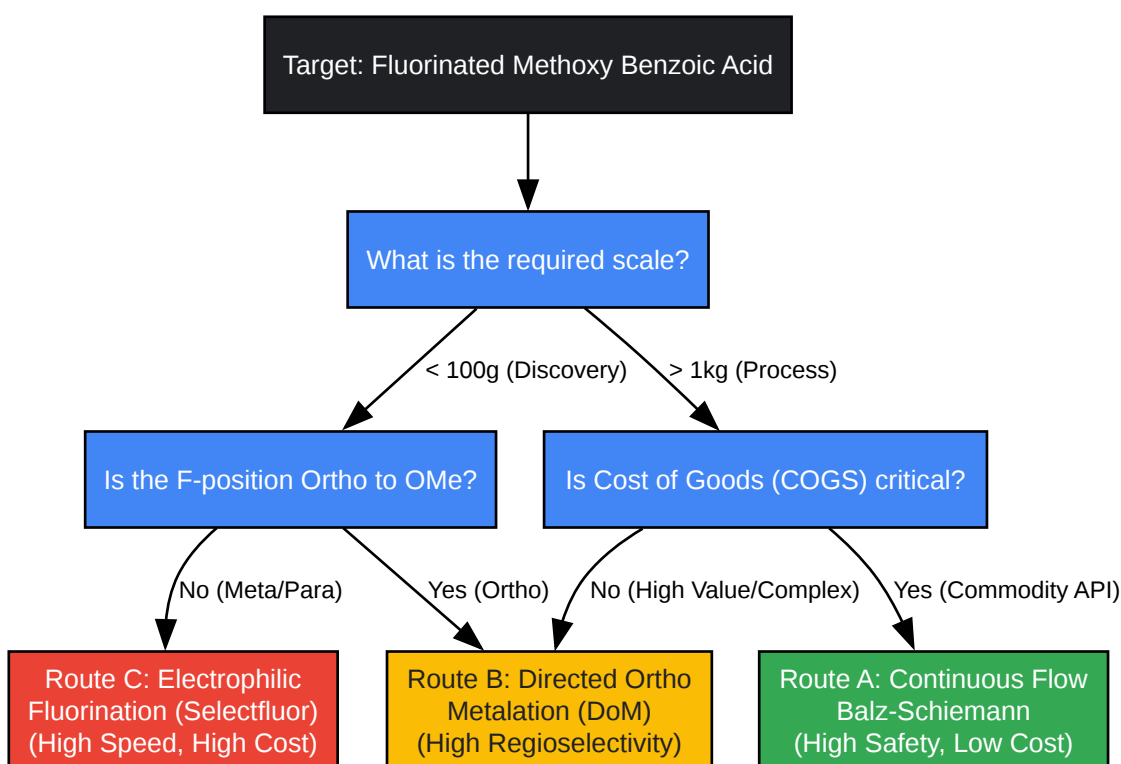 Target: Fluorinated Methoxy Benzoic Acid
What is the required scale?
< 100g (Discovery)
> 1kg (Process)
Is the F-position Ortho to OMe?
Is Cost of Goods (COGS) critical?
No (Meta/Para)
Yes (Ortho)
No (High Value/Complex)
Yes (Commodity API)
Route C: Electrophilic
Fluorination (Selectfluor)
(High Speed, High Cost)
Route B: Directed Ortho
Metalation (DoM)
(High Regioselectivity)
Route A: Continuous Flow
Balz-Schiemann
(High Safety, Low Cost)